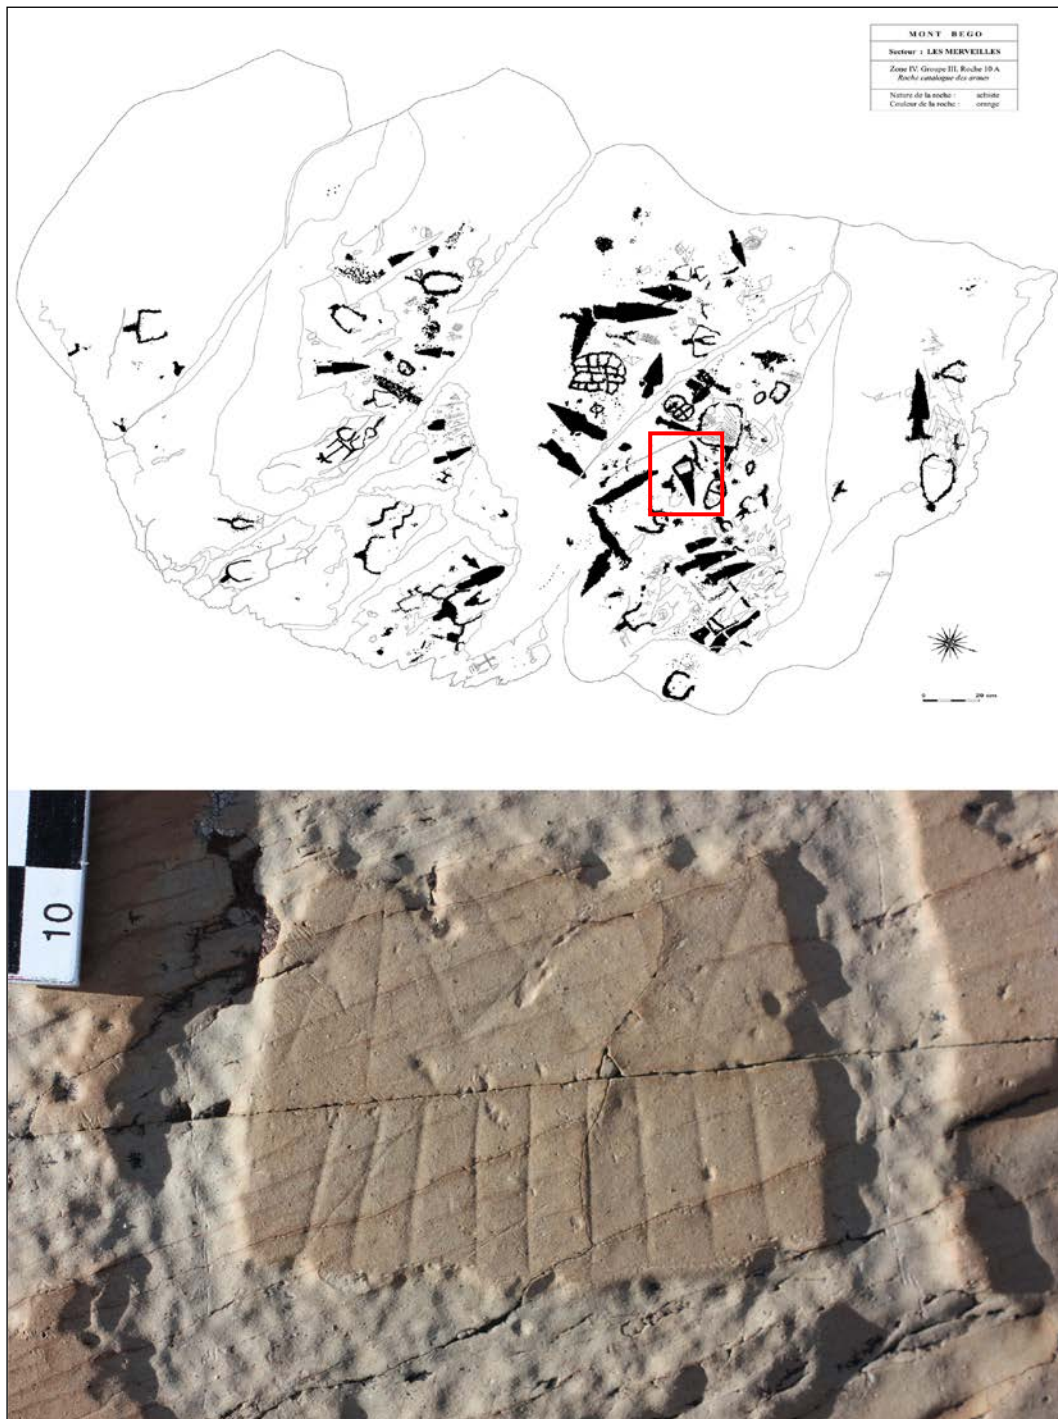 MONT BEGO
Secteur : LES MERVEILLES
Zone IV. Groupe III. Roche 10 A
Roche catalogue des armes
Nature de la roche : schiste
Couleur de la roche : orange
0 20 cm
10